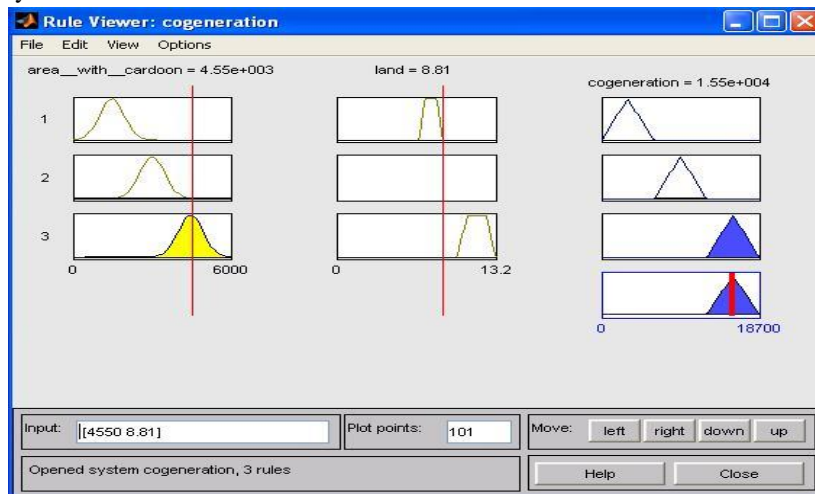 Rule Viewer: cogeneration
File Edit View Options
area__with__cardoon = 4.55e+003 land = 8.81 cogeneration = 1.55e+004
1
2
3
0 6000 0 13.2
0 18700
Input: [4550 8.81] Plot points: 101 Move: left right down up
Opened system cogeneration, 3 rules Help Close